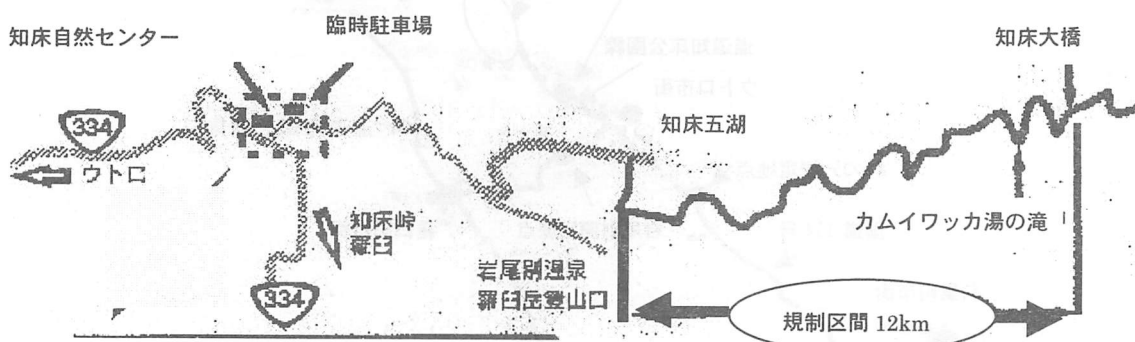 知床自然センター
臨時駐車場
知床大橋
334
知床五湖
ウトロ
カムイワッカ湯の滝
知床峠
羅臼
岩尾別温泉
羅臼岳登山口
334
規制区間 12km